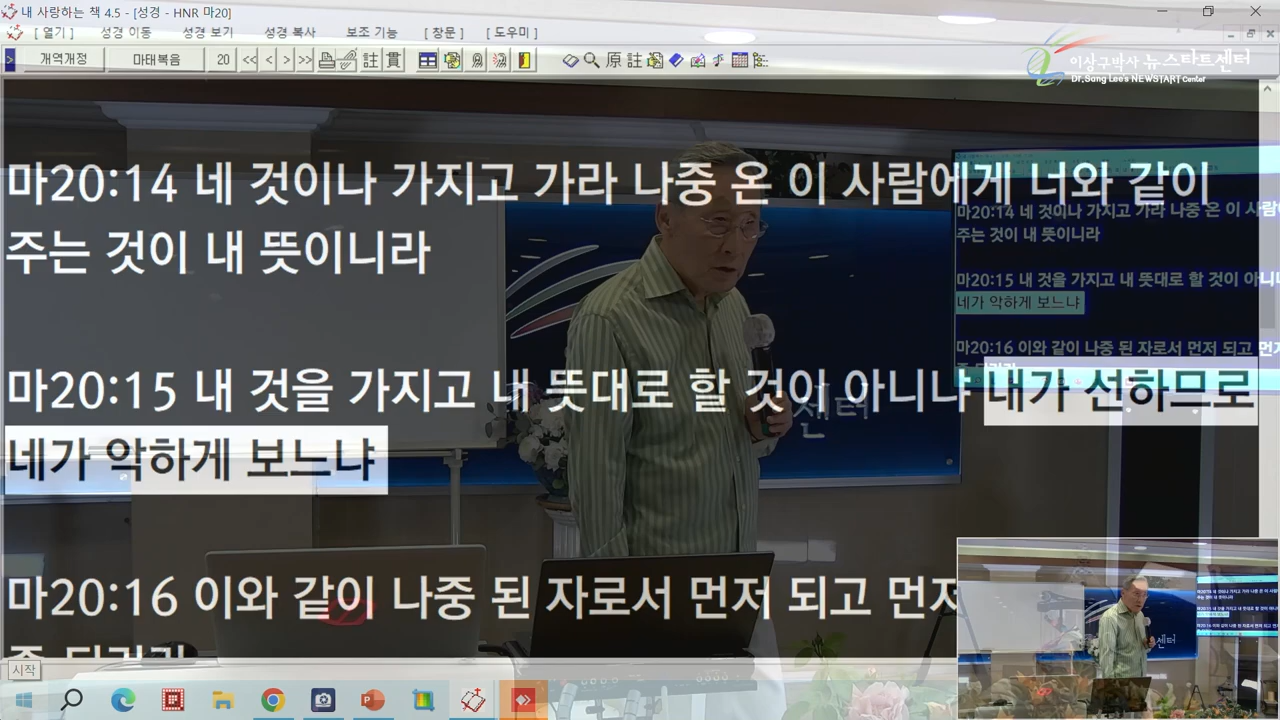 내 사랑하는 책 4.5 - [성경 - HNR 마20]
[ 열기 ] 성경 이동 성경 보기 성경 복사 보조 기능 [ 창문 ] [ 도우미 ]
개역개정 마태복음 20 << < > >> 註 貫 原 註
이상구박사 뉴스타트센터
Dr. Sang Lee's NEWSTART Center
마20:14 네 것이나 가지고 가라 나중 온 이 사람에게 너와 같이
주는 것이 내 뜻이니라
마20:15 내 것을 가지고 내 뜻대로 할 것이 아니냐 내가 선하므로
네가 악하게 보느냐
마20:16 이와 같이 나중 된 자로서 먼저 되고 먼저
마20:14 네 것이나 가지고 가라 나중 온 이 사람
주는 것이 내 뜻이니라
마20:15 내 것을 가지고 내 뜻대로 할 것이 아니
네가 악하게 보느냐
마20:16 이와 같이 나중 된 자로서 먼저 되고 먼저
센터
센터
시작